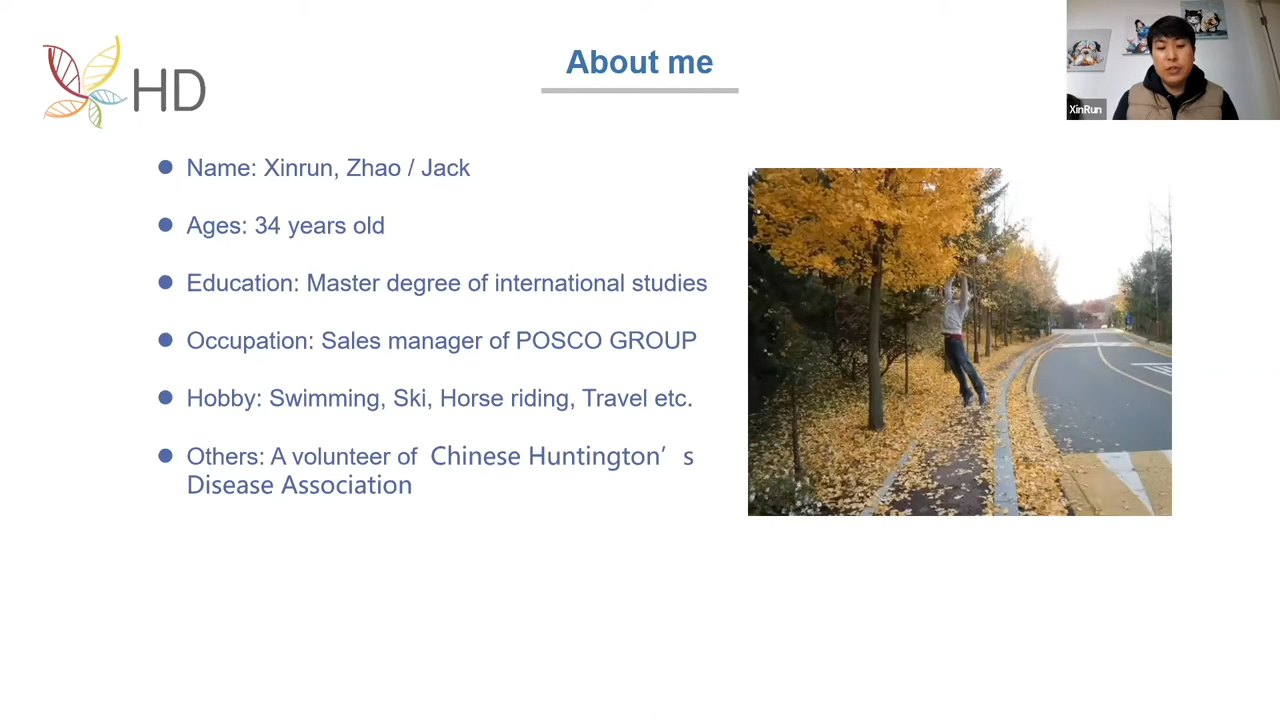 HD
About me
XinRun
Name: Xinrun, Zhao / Jack
Ages: 34 years old
Education: Master degree of international studies
Occupation: Sales manager of POSCO GROUP
Hobby: Swimming, Ski, Horse riding, Travel etc.
Others: A volunteer of Chinese Huntington’s
Disease Association